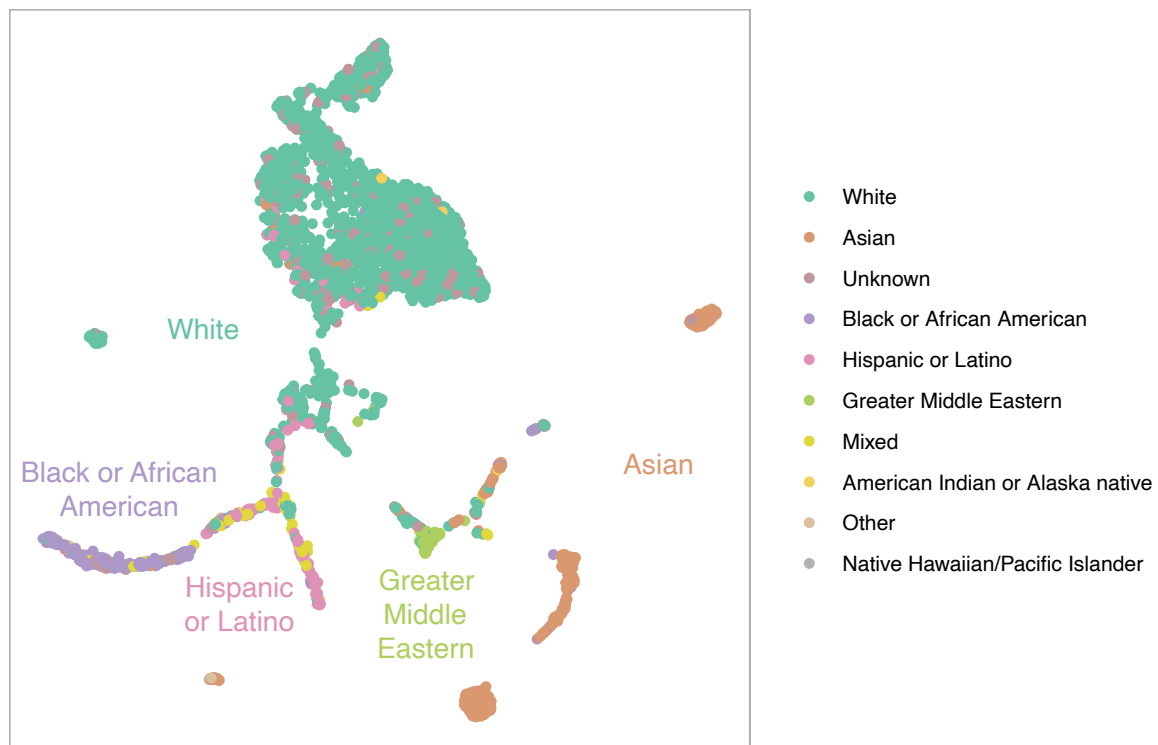 White
Black or African
American
Hispanic
or Latino
Greater
Middle
Eastern
Asian
White
Asian
Unknown
Black or African American
Hispanic or Latino
Greater Middle Eastern
Mixed
American Indian or Alaska native
Other
Native Hawaiian/Pacific Islander